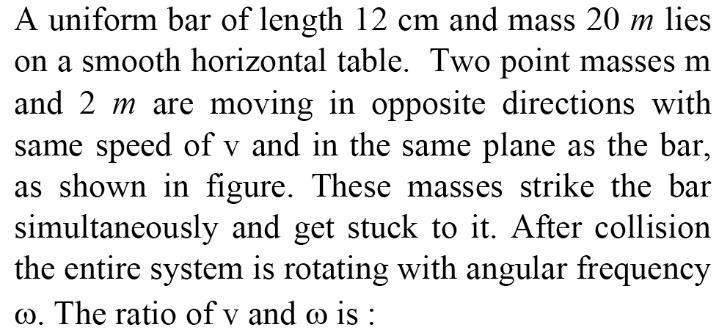 A uniform bar of length 12 cm and mass 20 m lies
on a smooth horizontal table. Two point masses m
and 2 m are moving in opposite directions with
same speed of v and in the same plane as the bar,
as shown in figure. These masses strike the bar
simultaneously and get stuck to it. After collision
the entire system is rotating with angular frequency
ω. The ratio of v and ω is :